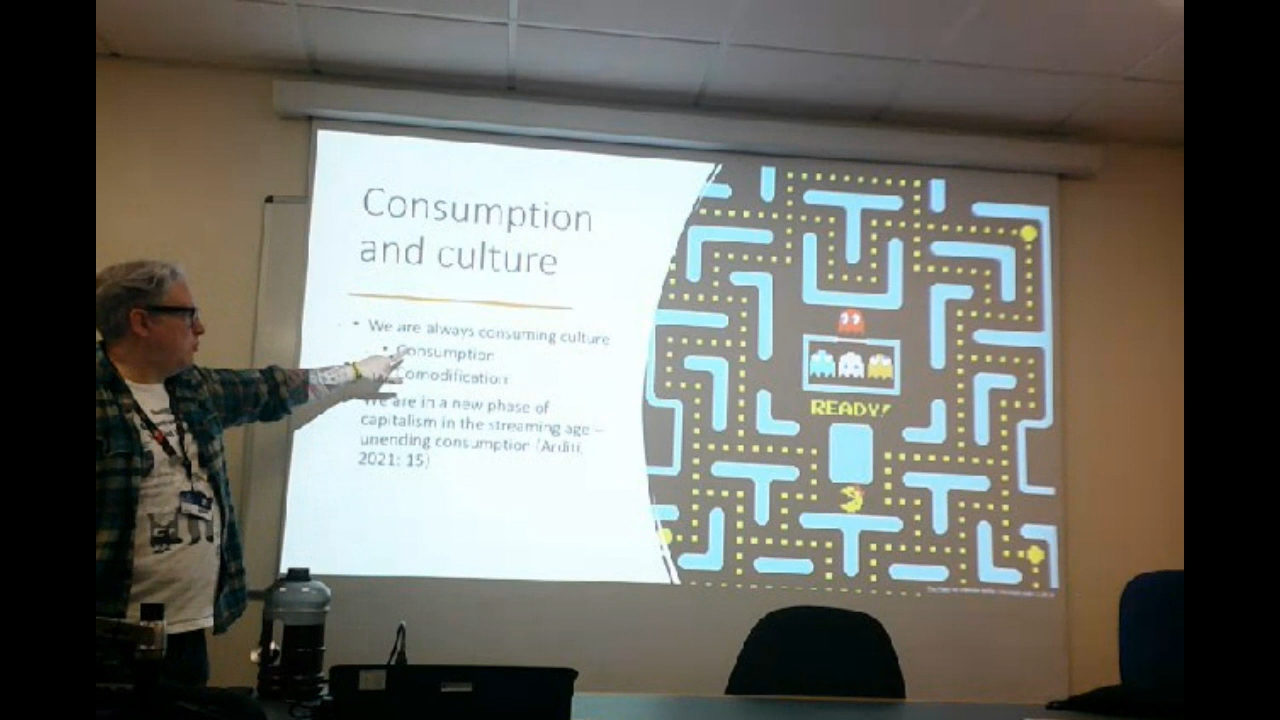 Consumption
and culture
• We are always consuming culture
• Consumption
Comodification
We are in a new phase of
capitalism in the streaming age –
unending consumption (Arditi,
2021: 15)
READY!